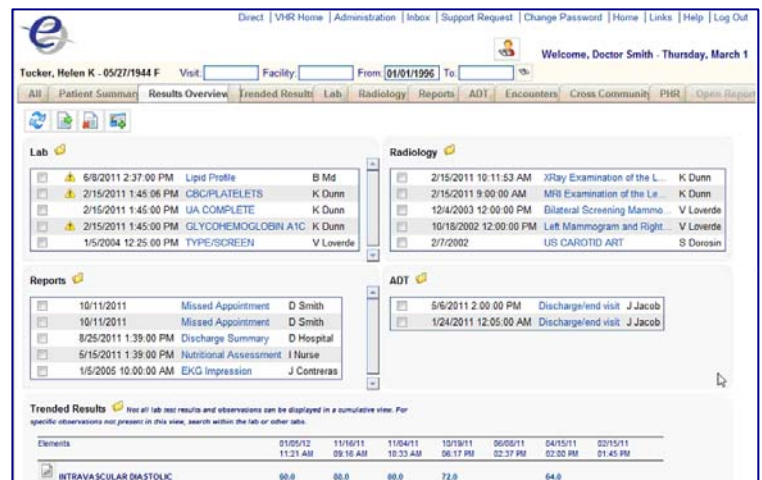 Direct | VHR Home | Administration | Inbox | Support Request | Change Password | Home | Links | Help | Log Out
Welcome, Doctor Smith - Thursday, March 1
Tucker, Helen K - 05/27/1944 F Visit: Facility: From: 01/01/1996 To:
All Patient Summary Results Overview Trended Results Lab Radiology Reports ADT Encounters Cross Community PHR Open Report
Lab
6/8/2011 2:37:00 PM Lipid Profile B Md
2/15/2011 1:45:06 PM CBC/PLATELETS K Dunn
2/15/2011 1:45:00 PM UA COMPLETE K Dunn
2/15/2011 1:45:00 PM GLYCOHEMOGLOBIN A1C K Dunn
1/5/2004 12:25:00 PM TYPE/SCREEN V Loverde
Radiology
2/15/2011 10:11:53 AM XRay Examination of the L... K Dunn
2/15/2011 9:00:00 AM MRI Examination of the Le... K Dunn
12/4/2003 12:00:00 PM Bilateral Screening Mammo... V Loverde
10/18/2002 12:00:00 PM Left Mammogram and Right... V Loverde
2/7/2002 US CAROTID ART S Dorosin
Reports
10/11/2011 Missed Appointment D Smith
10/11/2011 Missed Appointment D Smith
8/25/2011 1:39:00 PM Discharge Summary D Hospital
5/15/2011 1:39:00 PM Nutritional Assessment I Nurse
1/5/2005 10:00:00 AM EKG Impression J Contreras
ADT
5/6/2011 2:00:00 PM Discharge/end visit J Jacob
1/24/2011 12:05:00 AM Discharge/end visit J Jacob
Trended Results Not all lab test results and observations can be displayed in a cumulative view. For
specific observations not present in this view, search within the lab or other tabs.
Elements 01/05/12 11/16/11 11/04/11 10/19/11 06/08/11 04/15/11 02/15/11
11:21 AM 09:16 AM 10:33 AM 06:17 PM 02:37 PM 02:00 PM 01:45 PM
INTRAVASCULAR DIASTOLIC 60.0 80.0 80.0 72.0 64.0